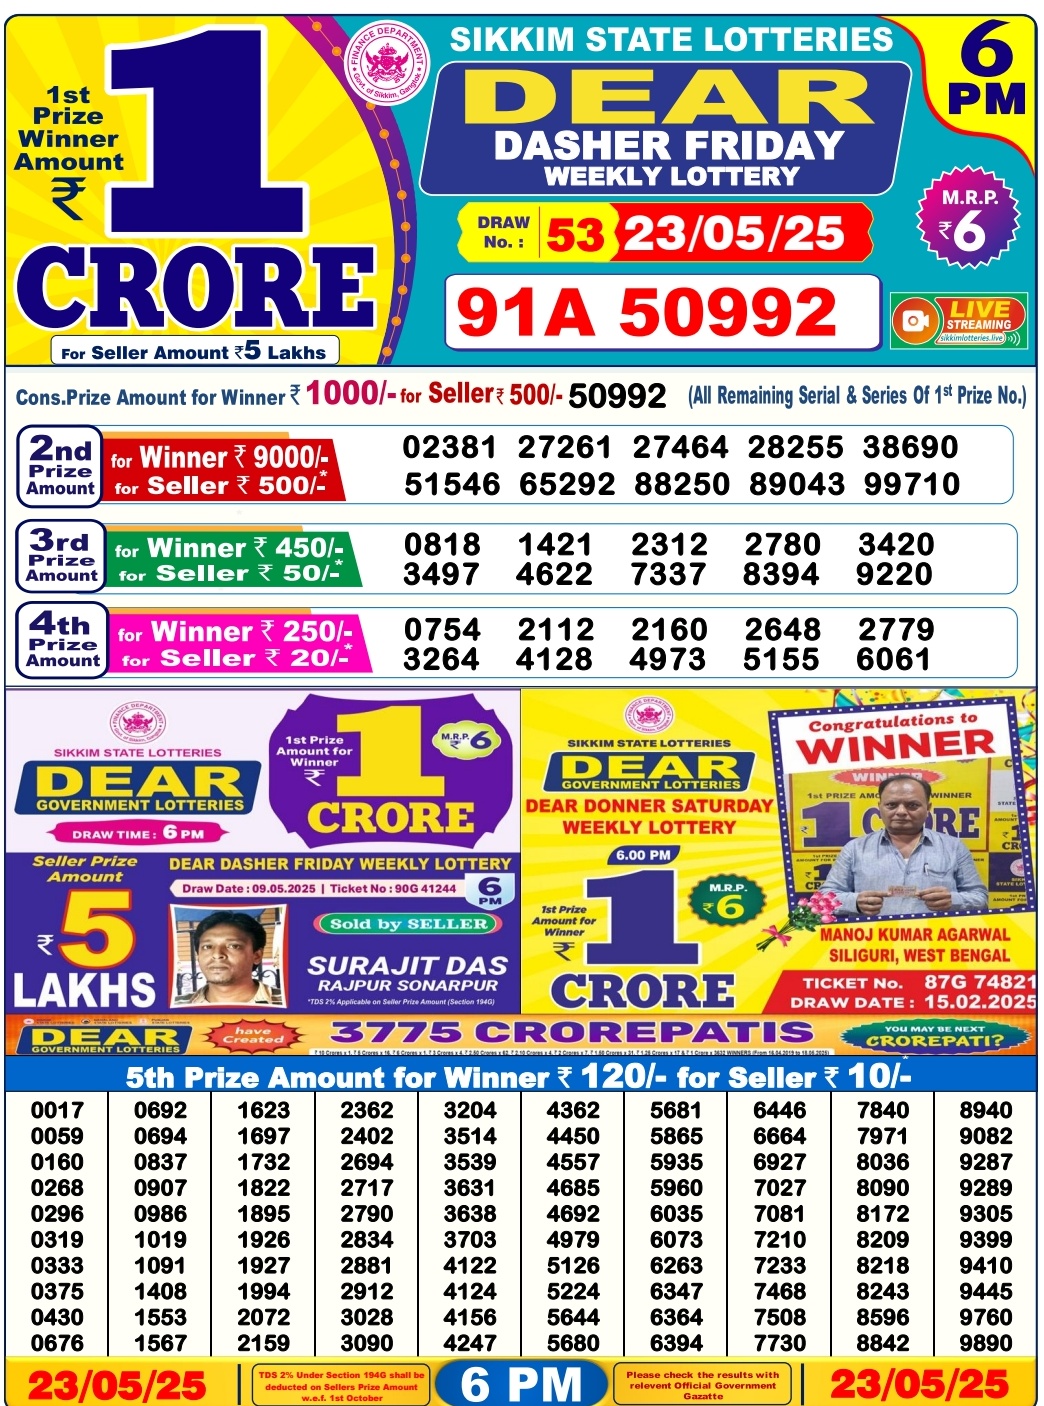 1st
Prize
Winner
Amount
₹
1
CRORE
For Seller Amount ₹5 Lakhs
FINANCE DEPARTMENT
Govt. of Sikkim, Gangtok
SIKKIM STATE LOTTERIES
DEAR
DASHER FRIDAY
WEEKLY LOTTERY
6
PM
DRAW No. : 53 23/05/25
M.R.P.
₹6
91A 50992
LIVE
STREAMING
sikkimlotteries.live
Cons.Prize Amount for Winner ₹ 1000/- for Seller ₹ 500/- 50992 (All Remaining Serial & Series Of 1st Prize No.)
2nd
Prize
Amount
for Winner ₹ 9000/-
for Seller ₹ 500/-*
02381 27261 27464 28255 38690
51546 65292 88250 89043 99710
3rd
Prize
Amount
for Winner ₹ 450/-
for Seller ₹ 50/-*
0818 1421 2312 2780 3420
3497 4622 7337 8394 9220
4th
Prize
Amount
for Winner ₹ 250/-
for Seller ₹ 20/-*
0754 2112 2160 2648 2779
3264 4128 4973 5155 6061
SIKKIM STATE LOTTERIES
DEAR
GOVERNMENT LOTTERIES
DRAW TIME : 6 PM
1st Prize
Amount for
Winner
₹
1
CRORE
M.R.P.
₹6
Seller Prize
Amount
₹5
LAKHS
DEAR DASHER FRIDAY WEEKLY LOTTERY
Draw Date : 09.05.2025 | Ticket No : 90G 41244
6
PM
Sold by SELLER
SURAJIT DAS
RAJPUR SONARPUR
*TDS 2% Applicable on Seller Prize Amount (Section 194G)
SIKKIM STATE LOTTERIES
DEAR
GOVERNMENT LOTTERIES
DEAR DONNER SATURDAY
WEEKLY LOTTERY
6.00 PM
1st Prize
Amount for
Winner
₹
1
CRORE
M.R.P.
₹6
Congratulations to
WINNER
MANOJ KUMAR AGARWAL
SILIGURI, WEST BENGAL
TICKET No. 87G 74821
DRAW DATE : 15.02.2025
DEAR
GOVERNMENT LOTTERIES
have
Created
3775 CROREPATIS
YOU MAY BE NEXT
CROREPATI?
5th Prize Amount for Winner ₹ 120/- for Seller ₹ 10/-*
0017 0692 1623 2362 3204 4362 5681 6446 7840 8940
0059 0694 1697 2402 3514 4450 5865 6664 7971 9082
0160 0837 1732 2694 3539 4557 5935 6927 8036 9287
0268 0907 1822 2717 3631 4685 5960 7027 8090 9289
0296 0986 1895 2790 3638 4692 6035 7081 8172 9305
0319 1019 1926 2834 3703 4979 6073 7210 8209 9399
0333 1091 1927 2881 4122 5126 6263 7233 8218 9410
0375 1408 1994 2912 4124 5224 6347 7468 8243 9445
0430 1553 2072 3028 4156 5644 6364 7508 8596 9760
0676 1567 2159 3090 4247 5680 6394 7730 8842 9890
23/05/25
TDS 2% Under Section 194G shall be
deducted on Sellers Prize Amount
w.e.f. 1st October
6 PM
Please check the results with
relevent Official Government
Gazatte
23/05/25